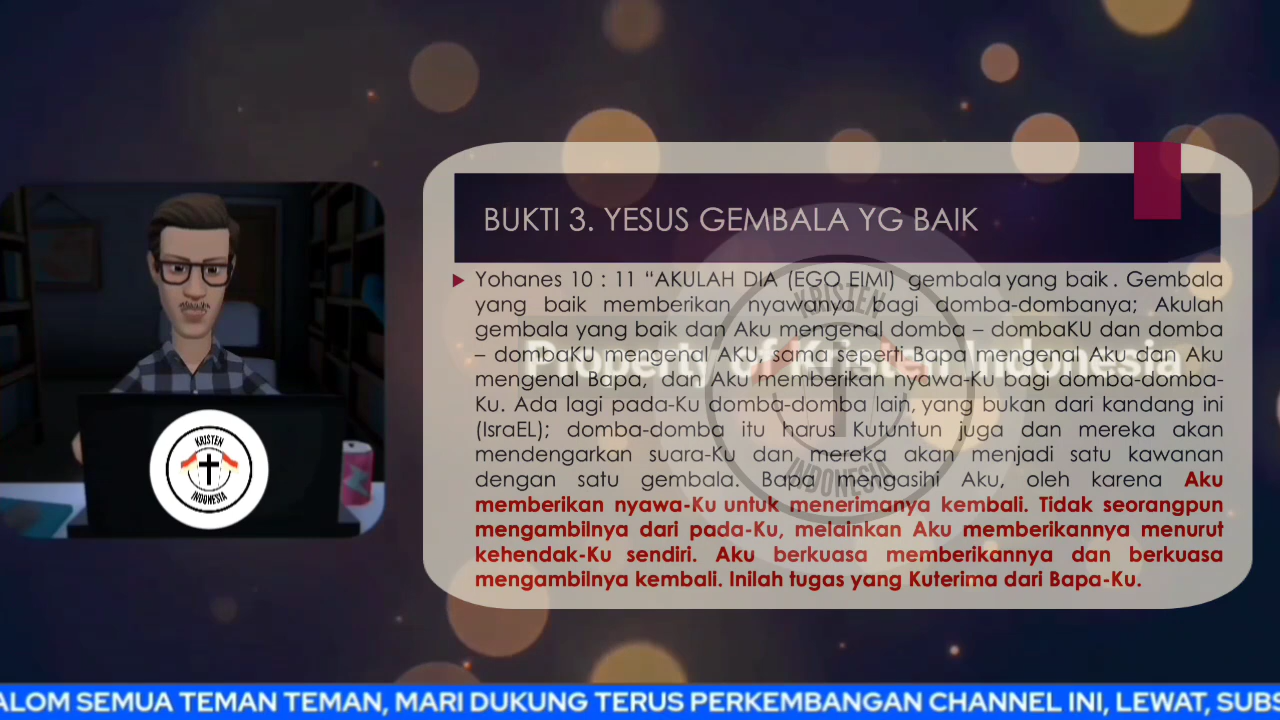 BUKTI 3. YESUS GEMBALA YG BAIK
Yohanes 10 : 11 “AKULAH DIA (EGO EIMI) gembala yang baik . Gembala
yang baik memberikan nyawanya bagi domba-dombanya; Akulah
gembala yang baik dan Aku mengenal domba – dombaKU dan domba
– dombaKU mengenal AKU, sama seperti Bapa mengenal Aku dan Aku
mengenal Bapa, dan Aku memberikan nyawa-Ku bagi domba-domba-
Ku. Ada lagi pada-Ku domba-domba lain, yang bukan dari kandang ini
(IsraEL); domba-domba itu harus Kutuntun juga dan mereka akan
mendengarkan suara-Ku dan mereka akan menjadi satu kawanan
dengan satu gembala. Bapa mengasihi Aku, oleh karena Aku
memberikan nyawa-Ku untuk menerimanya kembali. Tidak seorangpun
mengambilnya dari pada-Ku, melainkan Aku memberikannya menurut
kehendak-Ku sendiri. Aku berkuasa memberikannya dan berkuasa
mengambilnya kembali. Inilah tugas yang Kuterima dari Bapa-Ku.
Property of Kristen Indonesia
KRISTEN
INDONESIA
KRISTEN
INDONESIA
ALOM SEMUA TEMAN TEMAN, MARI DUKUNG TERUS PERKEMBANGAN CHANNEL INI, LEWAT, SUBS